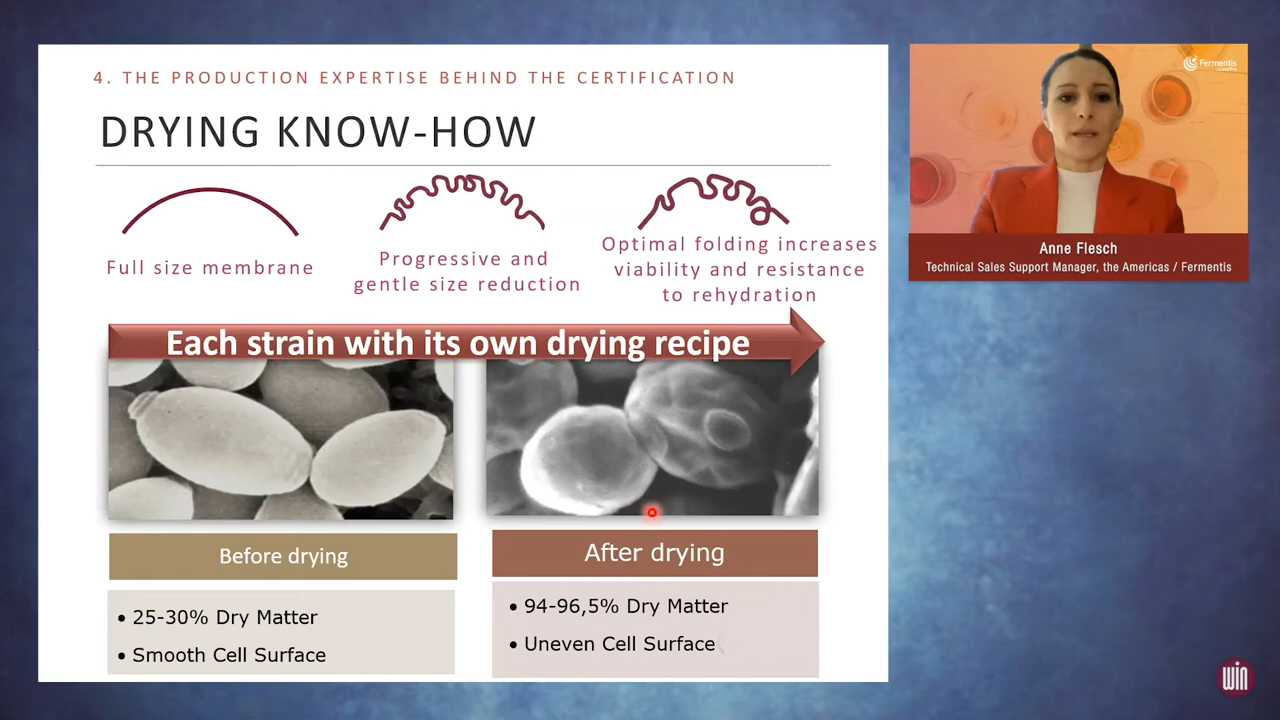 4. THE PRODUCTION EXPERTISE BEHIND THE CERTIFICATION
DRYING KNOW-HOW
Full size membrane
Progressive and
gentle size reduction
Optimal folding increases
viability and resistance
to rehydration
Each strain with its own drying recipe
Before drying
• 25-30% Dry Matter
• Smooth Cell Surface
After drying
• 94-96,5% Dry Matter
• Uneven Cell Surface
Fermentis
Anne Flesch
Technical Sales Support Manager, the Americas / Fermentis
win